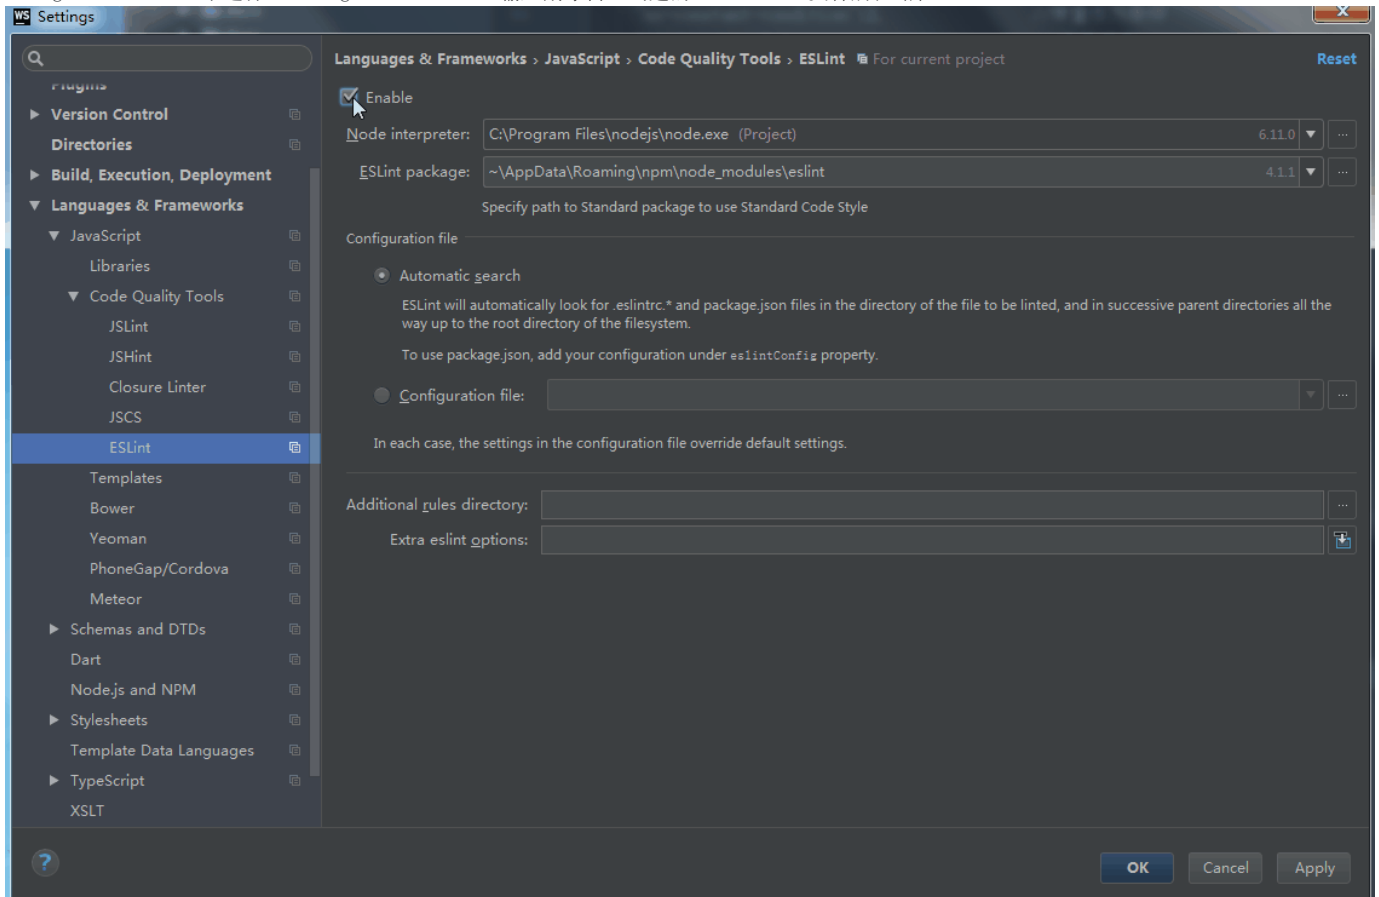 WS Settings
Plugins
Version Control
Directories
Build, Execution, Deployment
Languages & Frameworks
JavaScript
Libraries
Code Quality Tools
JSLint
JSHint
Closure Linter
JSCS
ESLint
Templates
Bower
Yeoman
PhoneGap/Cordova
Meteor
Schemas and DTDs
Dart
Node.js and NPM
Stylesheets
Template Data Languages
TypeScript
XSLT
Languages & Frameworks › JavaScript › Code Quality Tools › ESLint For current project Reset
Enable
Node interpreter: C:\Program Files\nodejs\node.exe (Project) 6.11.0 ...
ESLint package: ~\AppData\Roaming\npm\node_modules\eslint 4.1.1 ...
Specify path to Standard package to use Standard Code Style
Configuration file
Automatic search
ESLint will automatically look for .eslintrc.* and package.json files in the directory of the file to be linted, and in successive parent directories all the
way up to the root directory of the filesystem.
To use package.json, add your configuration under eslintConfig property.
Configuration file: ...
In each case, the settings in the configuration file override default settings.
Additional rules directory: ...
Extra eslint options:
? OK Cancel Apply